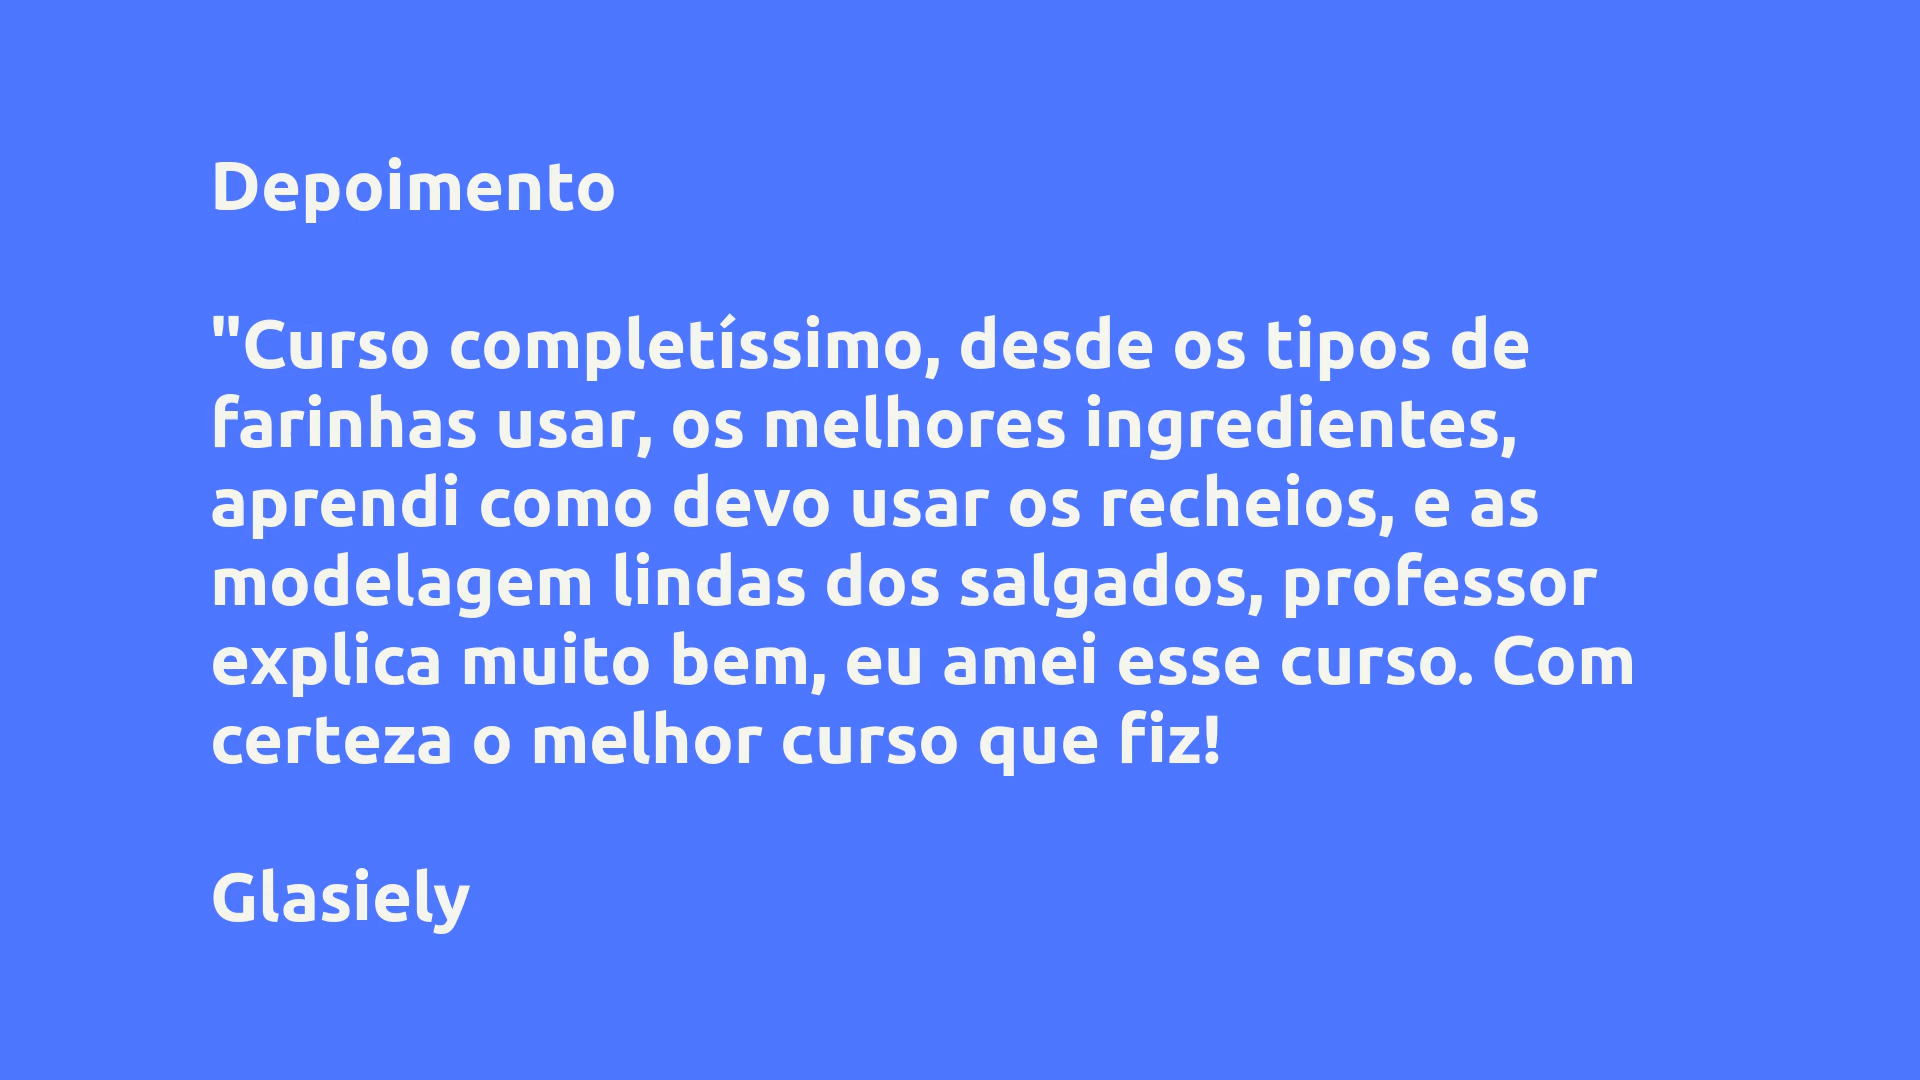 Depoimento
"Curso completíssimo, desde os tipos de
farinhas usar, os melhores ingredientes,
aprendi como devo usar os recheios, e as
modelagem lindas dos salgados, professor
explica muito bem, eu amei esse curso. Com
certeza o melhor curso que fiz!
Glasiely